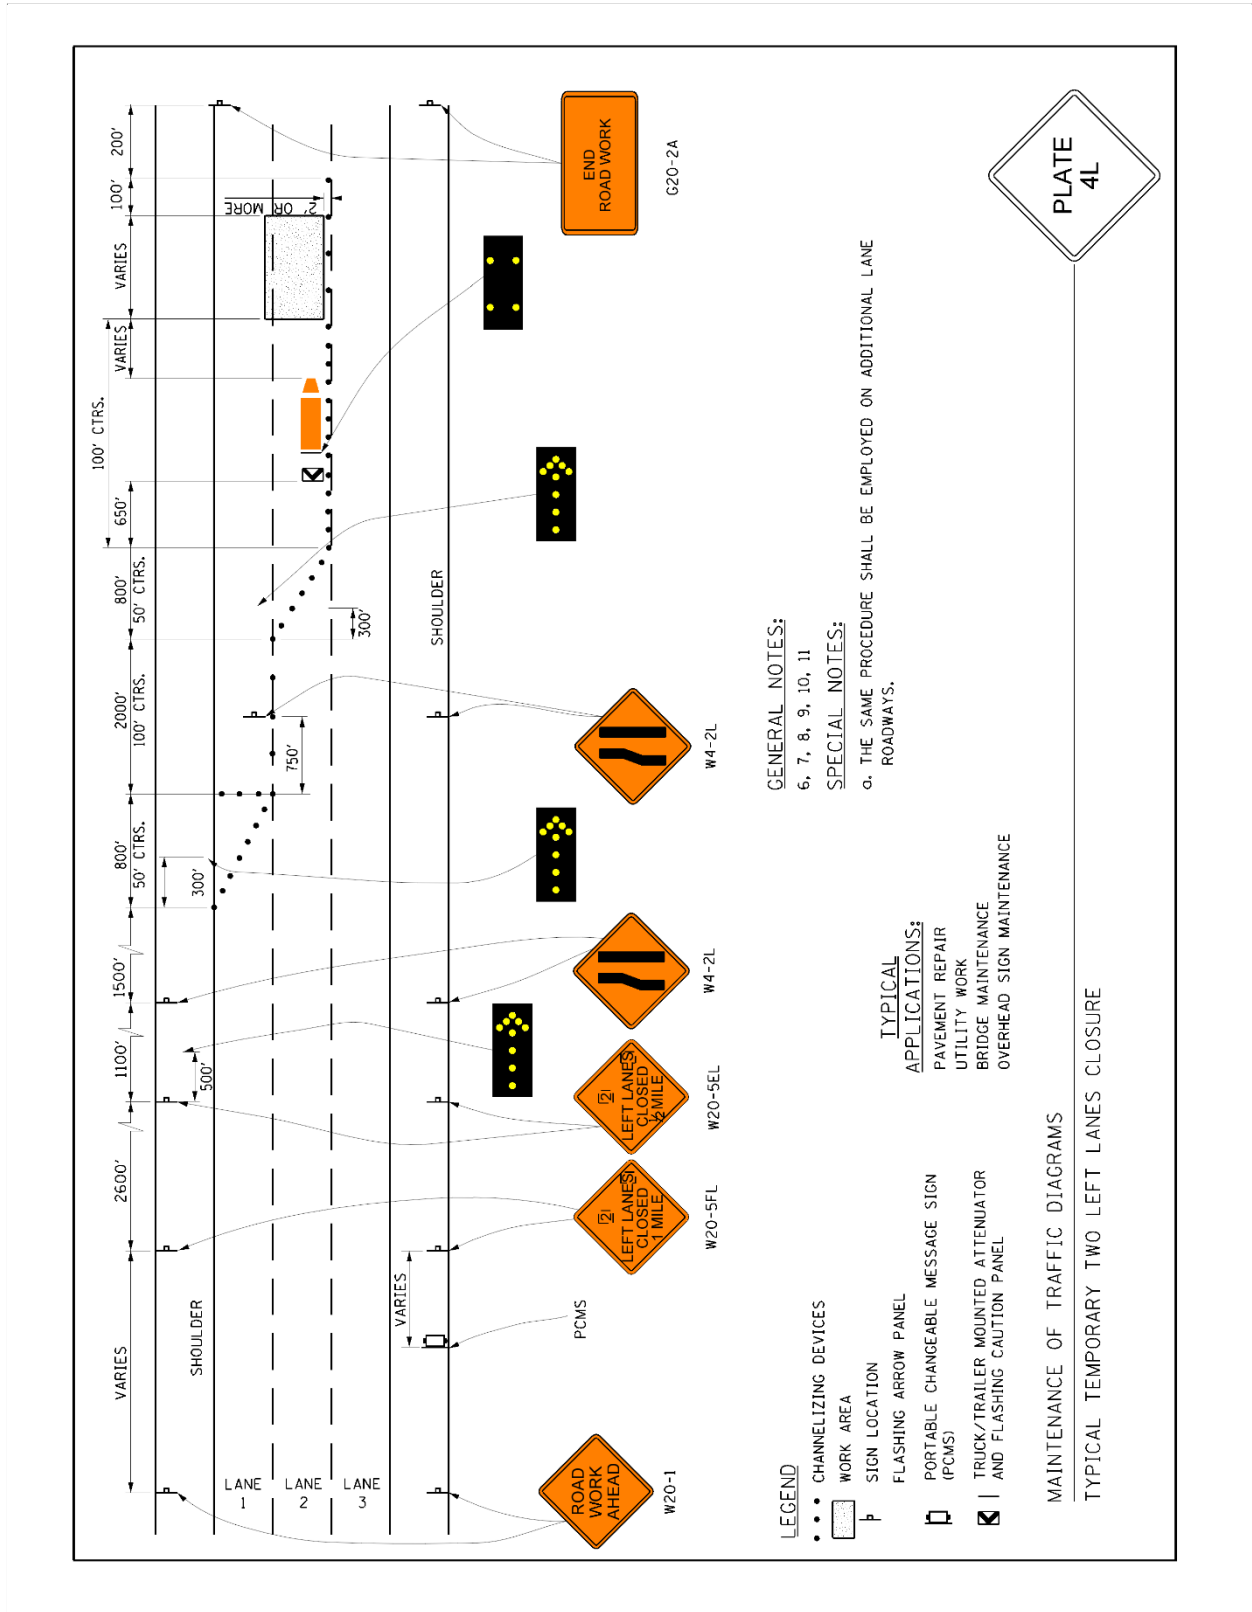 VARIES
2600'
1100'
1500'
800'
50' CTRS.
2000'
100' CTRS.
800'
50' CTRS.
650'
100' CTRS.
VARIES
VARIES
100'
200'
2' OR MORE
500'
300'
750'
300'
SHOULDER
LANE
1
LANE
2
LANE
3
VARIES
SHOULDER
PCMS
ROAD
WORK
AHEAD
W20-1
2
LEFT LANES
CLOSED
1 MILE
W20-5FL
2
LEFT LANES
CLOSED
½ MILE
W20-5EL
W4-2L
W4-2L
END
ROAD WORK
G20-2A
LEGEND
CHANNELIZING DEVICES
WORK AREA
SIGN LOCATION
FLASHING ARROW PANEL
PORTABLE CHANGEABLE MESSAGE SIGN
(PCMS)
TRUCK/TRAILER MOUNTED ATTENUATOR
AND FLASHING CAUTION PANEL
TYPICAL
APPLICATIONS:
PAVEMENT REPAIR
UTILITY WORK
BRIDGE MAINTENANCE
OVERHEAD SIGN MAINTENANCE
GENERAL NOTES:
6, 7, 8, 9, 10, 11
SPECIAL NOTES:
a. THE SAME PROCEDURE SHALL BE EMPLOYED ON ADDITIONAL LANE
ROADWAYS.
MAINTENANCE OF TRAFFIC DIAGRAMS
TYPICAL TEMPORARY TWO LEFT LANES CLOSURE
PLATE
4L